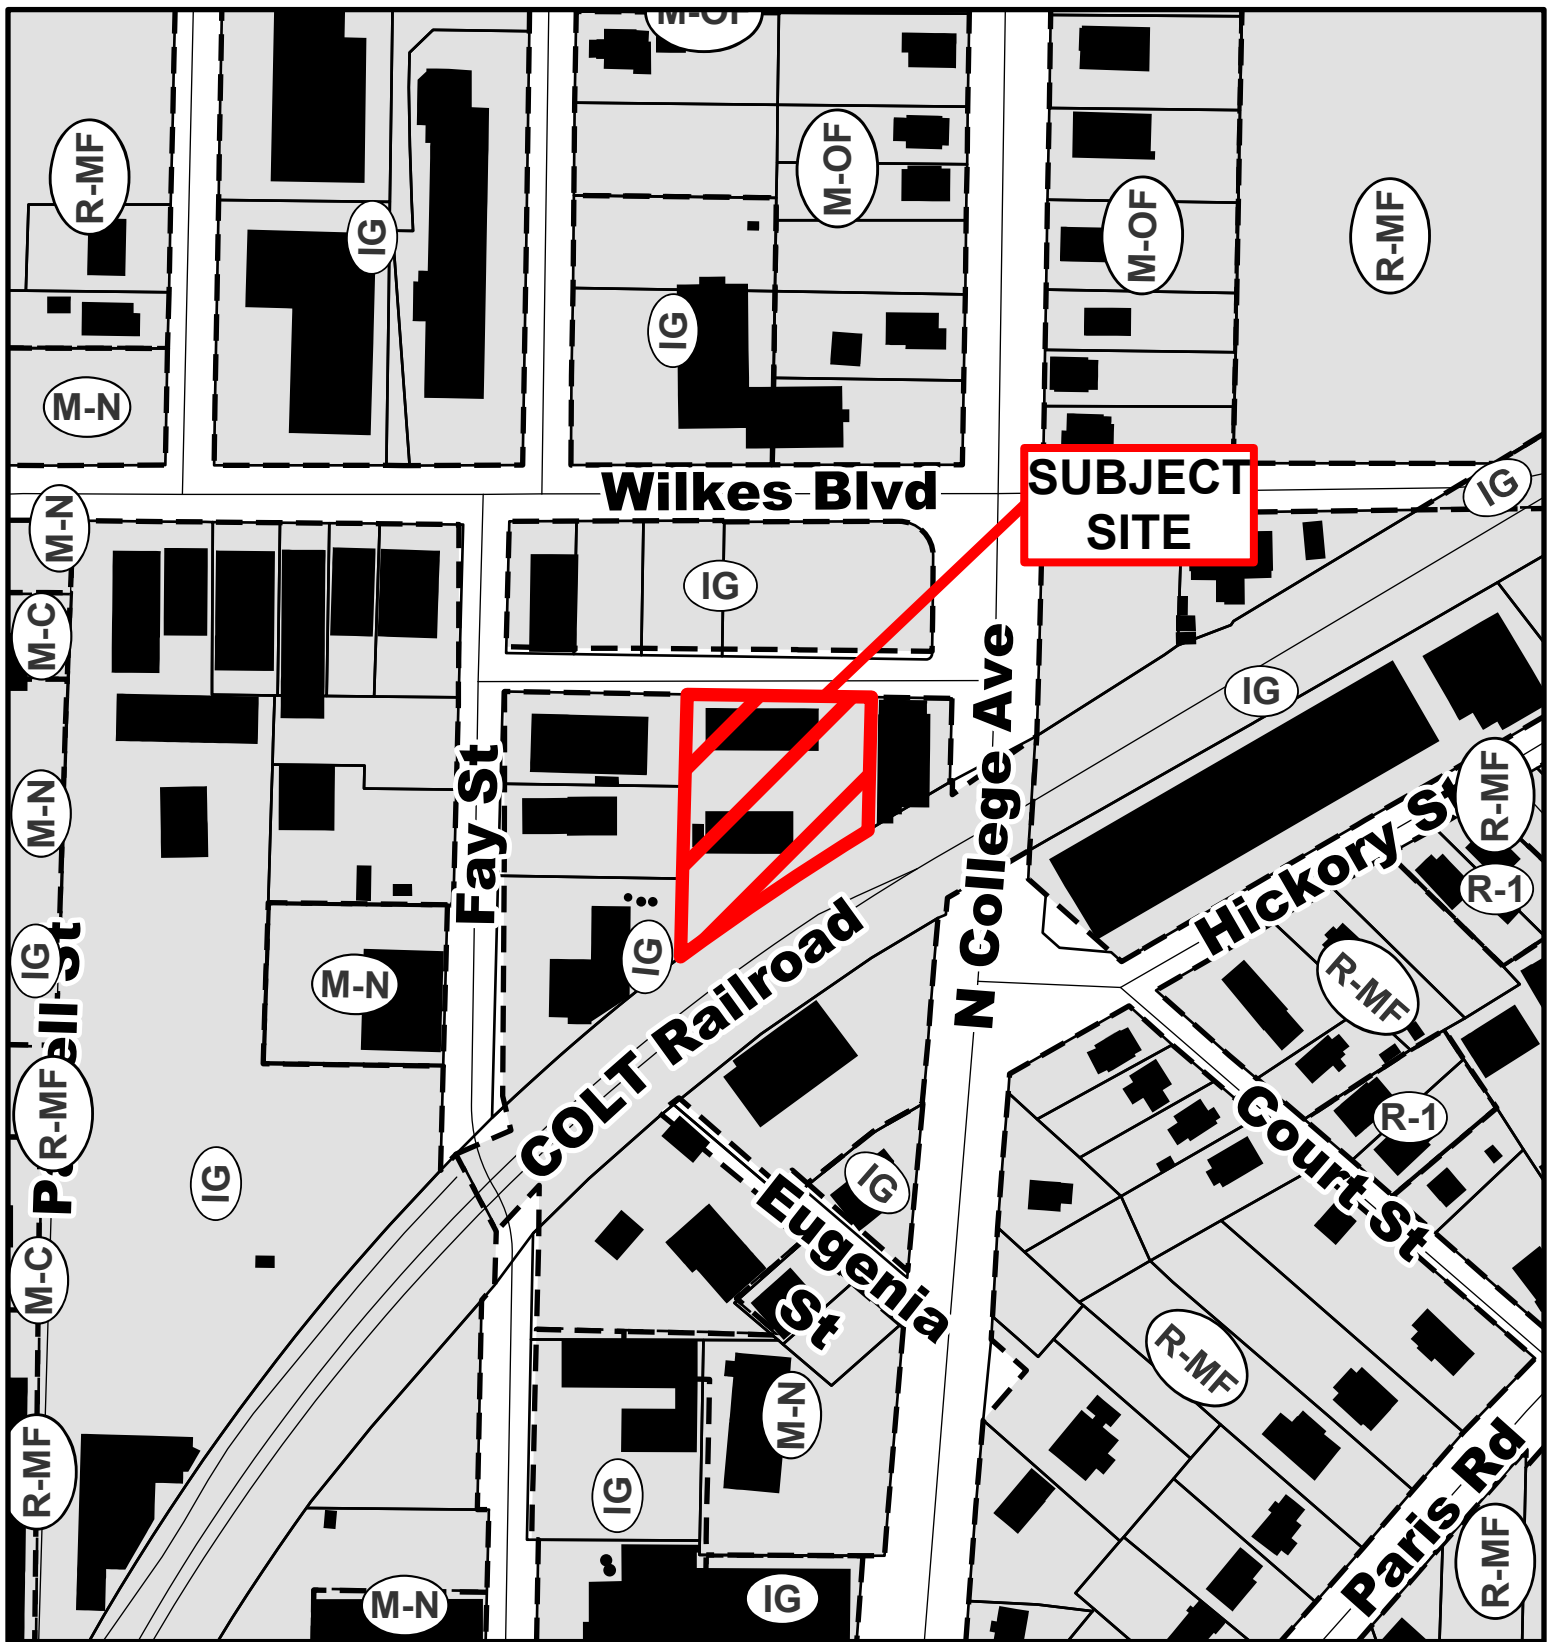 M-OF
R-MF
M-OF
IG
M-OF
R-MF
IG
M-N
SUBJECT
SITE
Wilkes Blvd
IG
M-N
IG
M-C
IG
N College Ave
Fay St
Hickory St
R-MF
M-N
R-1
IG
IG
M-N
R-MF
COLT Railroad
R-MF
R-1
Court St
IG
IG
Eugenia
St
M-C
R-MF
M-N
R-MF
IG
Paris Rd
R-MF
M-N
IG